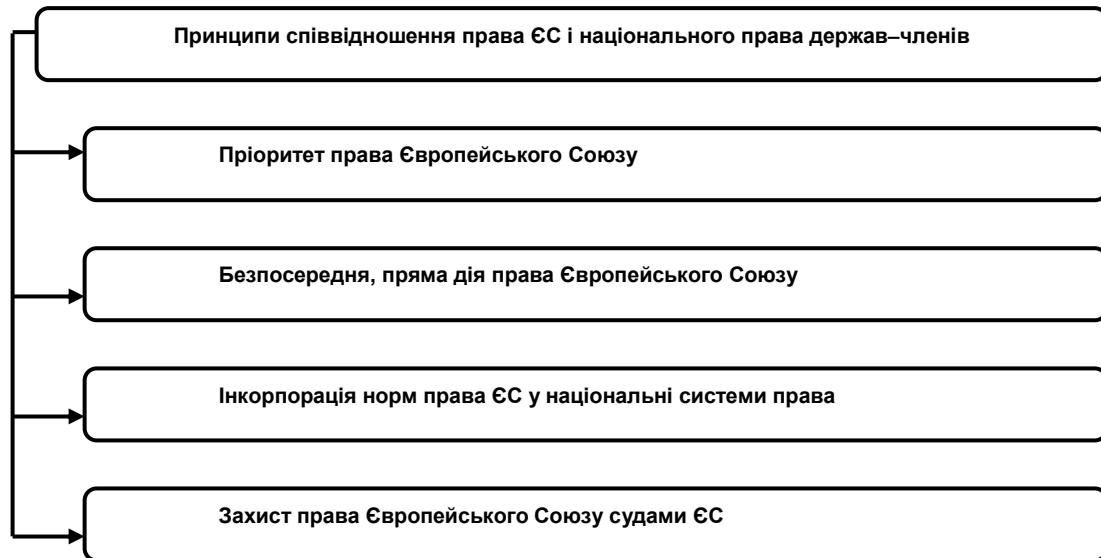 Принципи співвідношення права ЄС і національного права держав–членів
Пріоритет права Європейського Союзу
Безпосередня, пряма дія права Європейського Союзу
Інкорпорація норм права ЄС у національні системи права
Захист права Європейського Союзу судами ЄС